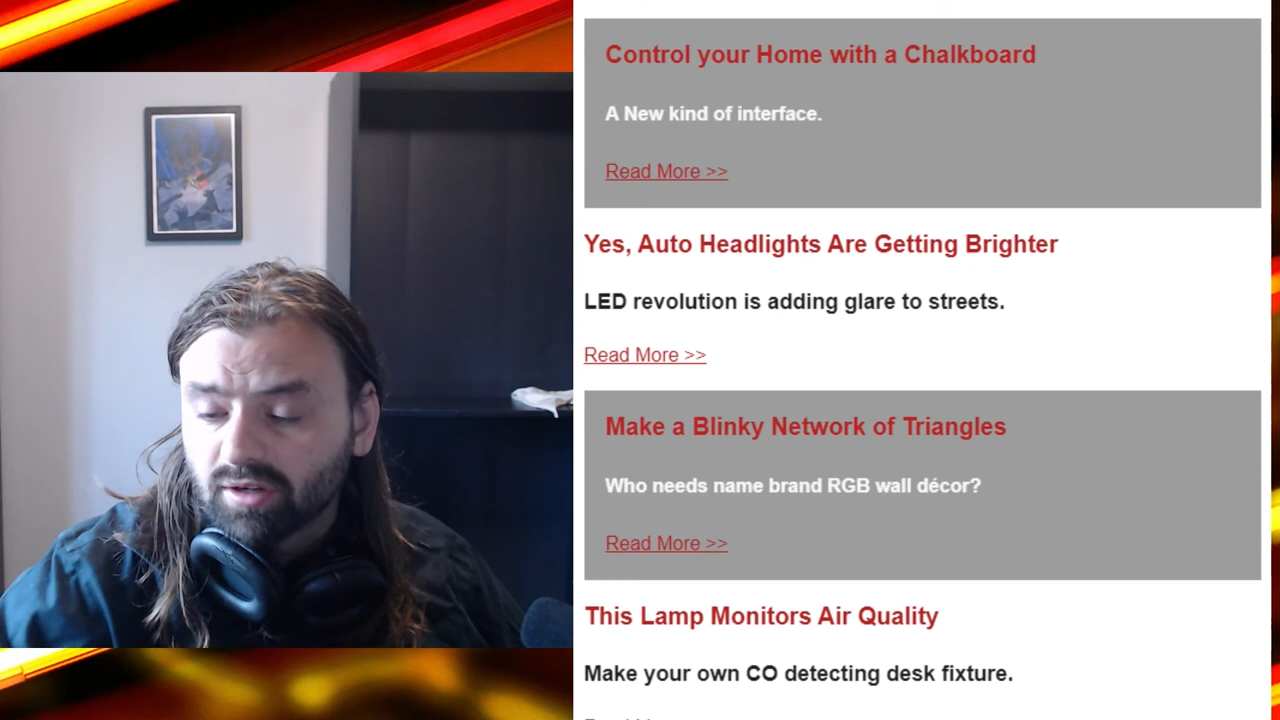 Control your Home with a Chalkboard
A New kind of interface.
Read More >>
Yes, Auto Headlights Are Getting Brighter
LED revolution is adding glare to streets.
Read More >>
Make a Blinky Network of Triangles
Who needs name brand RGB wall décor?
Read More >>
This Lamp Monitors Air Quality
Make your own CO detecting desk fixture.